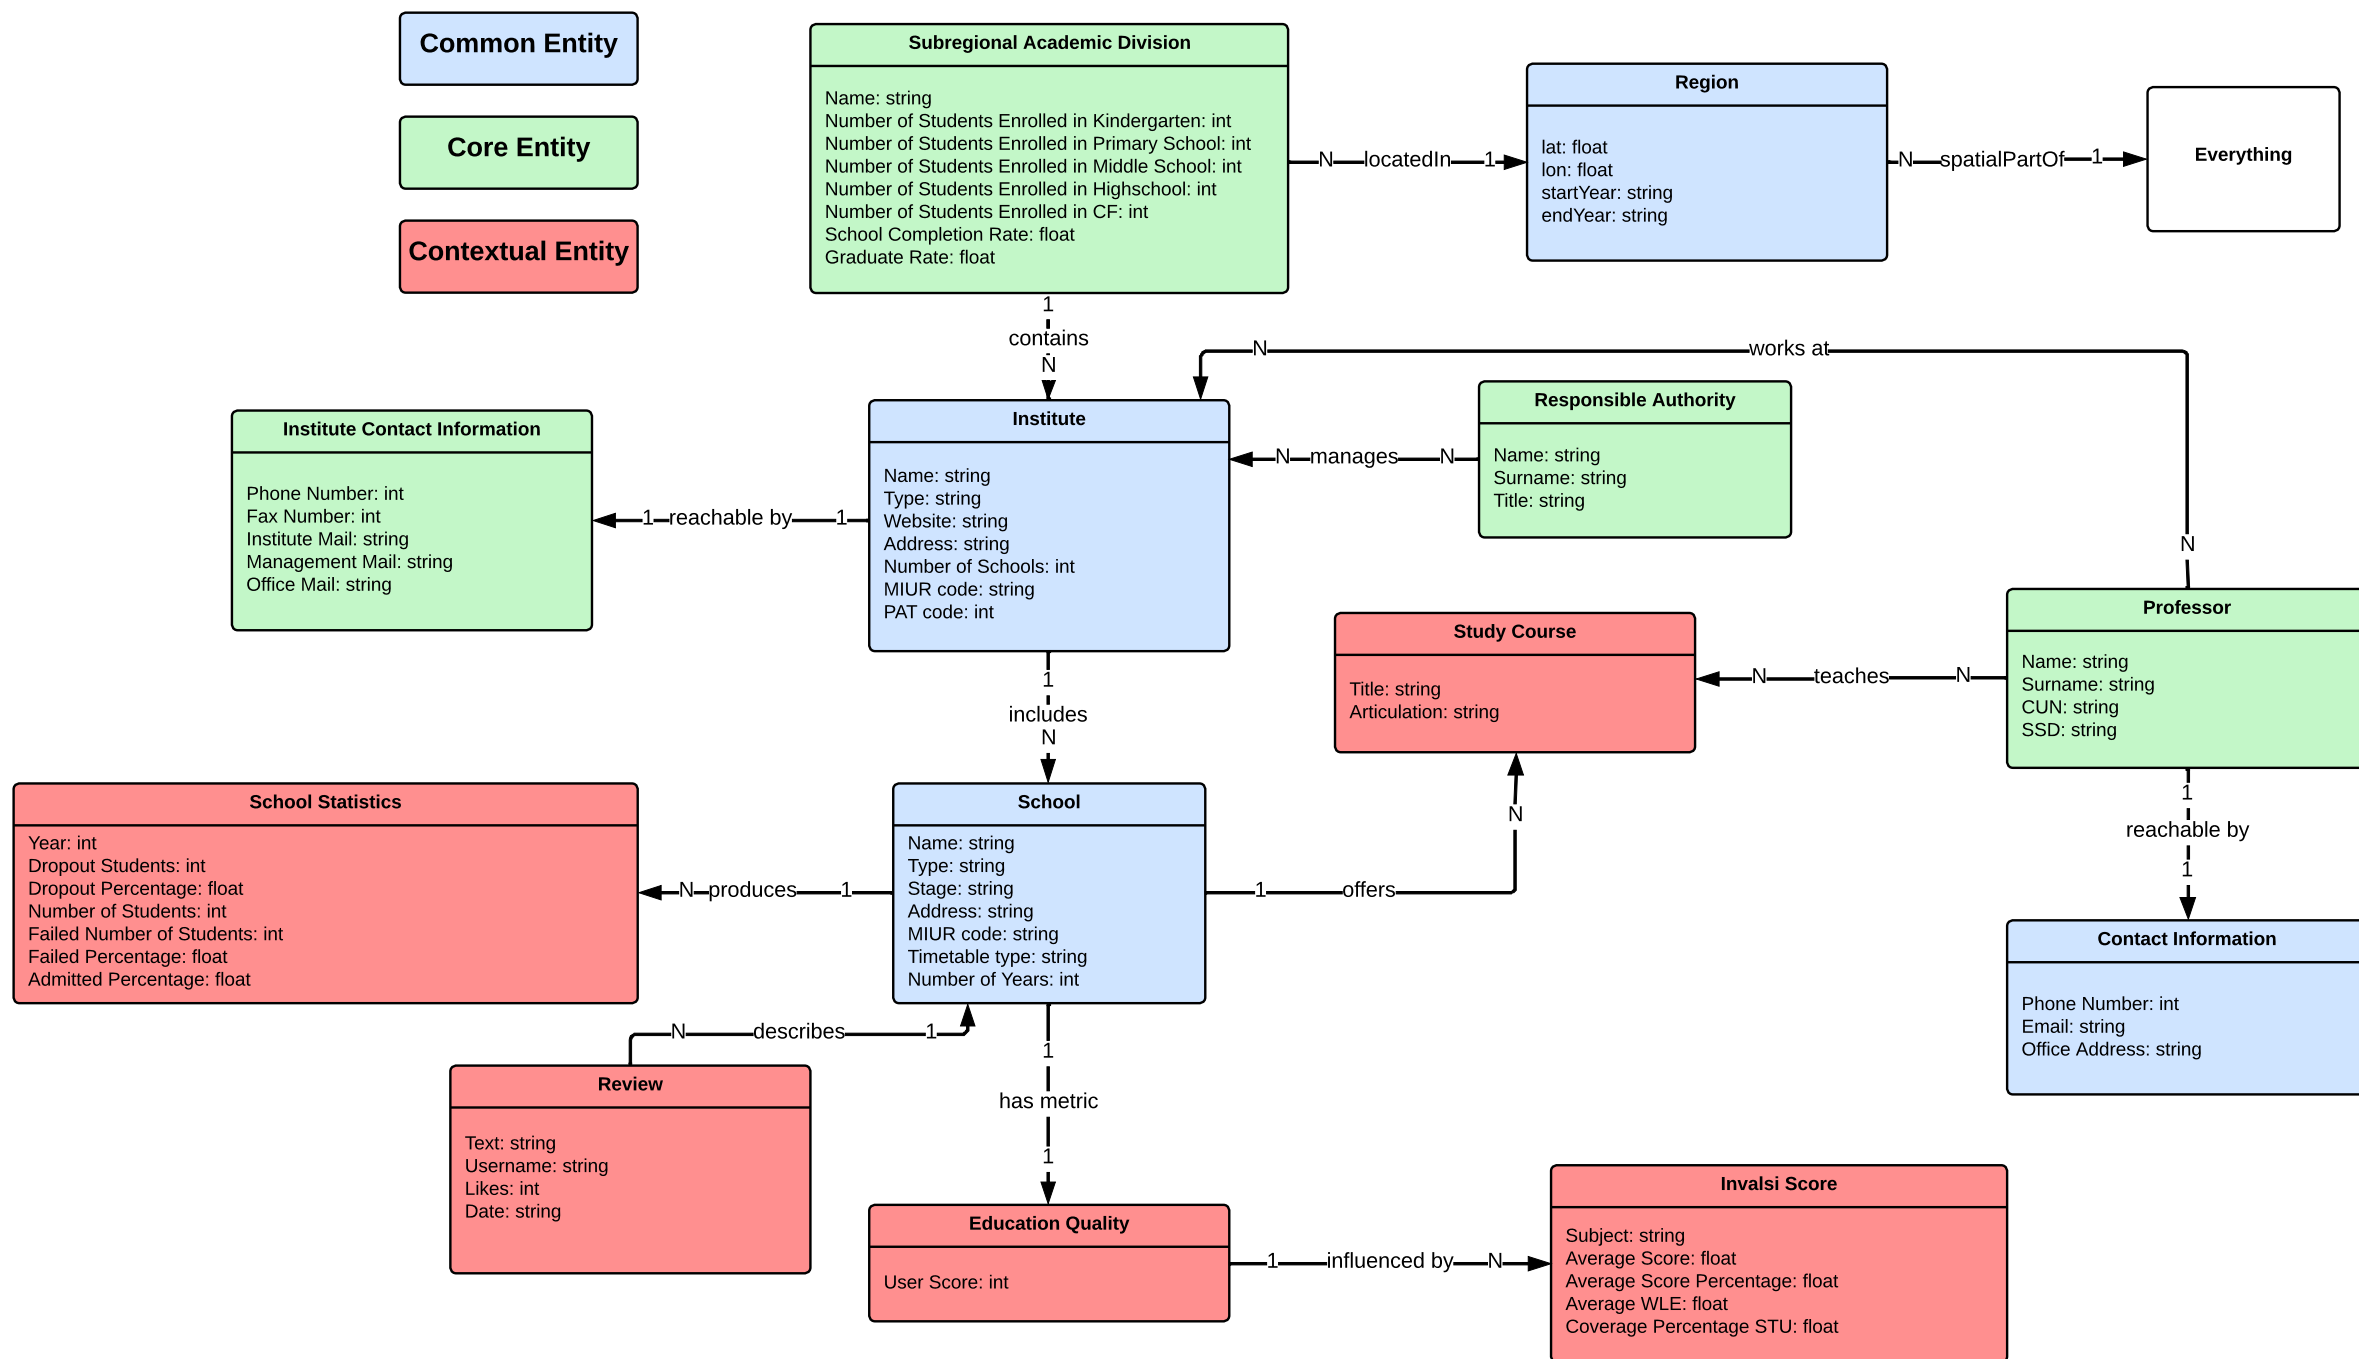 Common Entity
Core Entity
Contextual Entity
Subregional Academic Division
Name: string
Number of Students Enrolled in Kindergarten: int
Number of Students Enrolled in Primary School: int
Number of Students Enrolled in Middle School: int
Number of Students Enrolled in Highschool: int
Number of Students Enrolled in CF: int
School Completion Rate: float
Graduate Rate: float
N locatedIn 1
Region
lat: float
lon: float
startYear: string
endYear: string
N spatialPartOf 1
Everything
1
contains
N
N works at
N
Institute Contact Information
Phone Number: int
Fax Number: int
Institute Mail: string
Management Mail: string
Office Mail: string
1 reachable by 1
Institute
Name: string
Type: string
Website: string
Address: string
Number of Schools: int
MIUR code: string
PAT code: int
N manages N
Responsible Authority
Name: string
Surname: string
Title: string
Study Course
Title: string
Articulation: string
N teaches N
Professor
Name: string
Surname: string
CUN: string
SSD: string
1
includes
N
School Statistics
Year: int
Dropout Students: int
Dropout Percentage: float
Number of Students: int
Failed Number of Students: int
Failed Percentage: float
Admitted Percentage: float
N produces 1
School
Name: string
Type: string
Stage: string
Address: string
MIUR code: string
Timetable type: string
Number of Years: int
1 offers
N
1
reachable by
1
Contact Information
Phone Number: int
Email: string
Office Address: string
N describes 1
Review
Text: string
Username: string
Likes: int
Date: string
1
has metric
1
Education Quality
User Score: int
1 influenced by N
Invalsi Score
Subject: string
Average Score: float
Average Score Percentage: float
Average WLE: float
Coverage Percentage STU: float